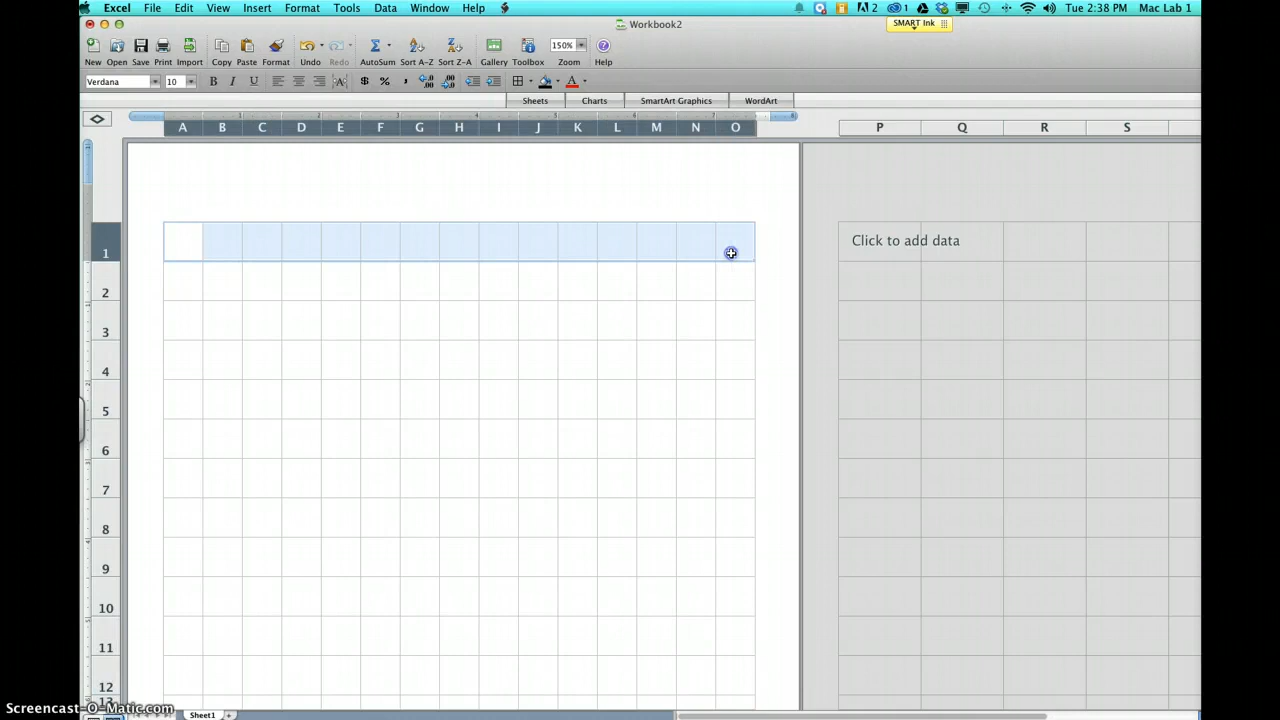 Excel File Edit View Insert Format Tools Data Window Help 2 1 Tue 2:38 PM Mac Lab 1
Workbook2
SMART Ink
150%
New Open Save Print Import Copy Paste Format Undo Redo AutoSum Sort A-Z Sort Z-A Gallery Toolbox Zoom Help
Verdana 10 B I U $ %
Sheets Charts SmartArt Graphics WordArt
A B C D E F G H I J K L M N O P Q R S
1 Click to add data
2
3
4
5
6
7
8
9
10
11
12
13
Screencast-O-Matic.com
Sheet1